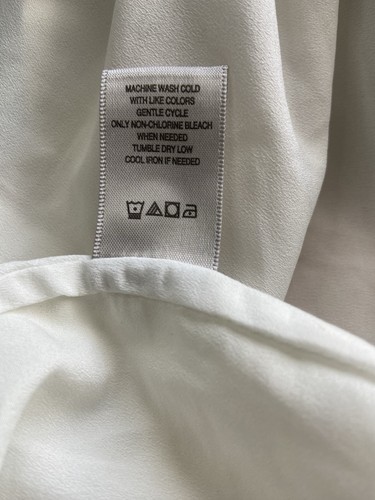 MACHINE WASH COLD
WITH LIKE COLORS
GENTLE CYCLE
ONLY NON-CHLORINE BLEACH
WHEN NEEDED
TUMBLE DRY LOW
COOL IRON IF NEEDED